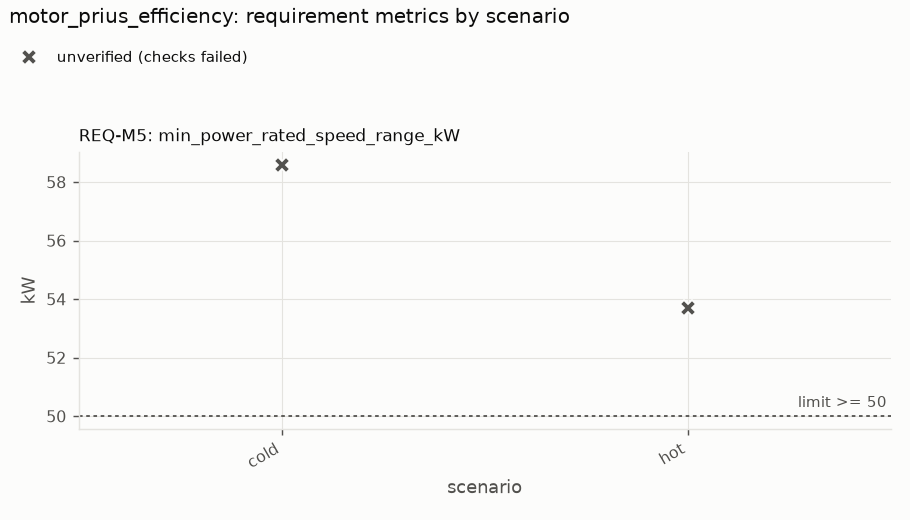 motor_prius_efficiency: requirement metrics by scenario
unverified (checks failed)
REQ-M5: min_power_rated_speed_range_kW
58
56
54
52
50
kW
limit >= 50
cold
hot
scenario